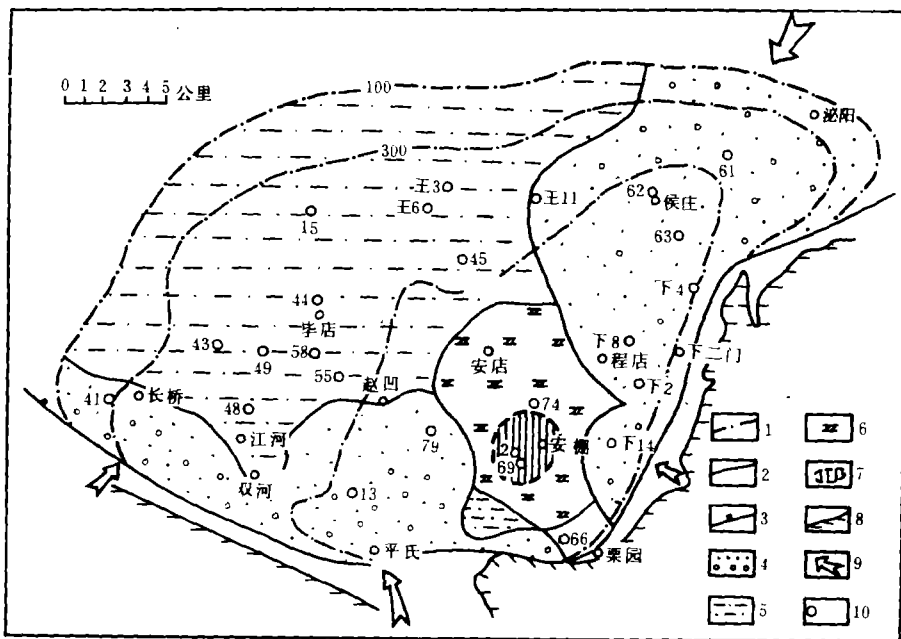 0 1 2 3 4 5 公里
100
300
泌阳
61
62
侯庄
63
王3
王6
王11
15
45
下4
44
毕店
43
49
58
55
下8
程店
下二门
下2
安店
74
赵凹
41
长桥
48
江河
79
2
69
安棚
下14
双河
13
平氏
66
栗园
1
2
3
4
5
6
7
8
9
10